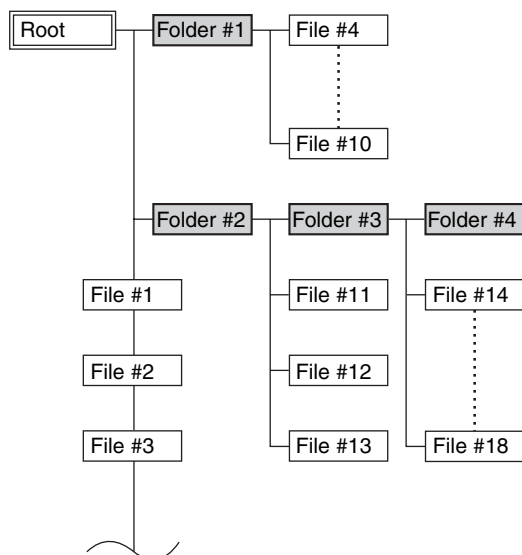 Root
Folder #1
File #4
File #10
Folder #2
Folder #3
Folder #4
File #1
File #11
File #14
File #2
File #12
File #3
File #13
File #18